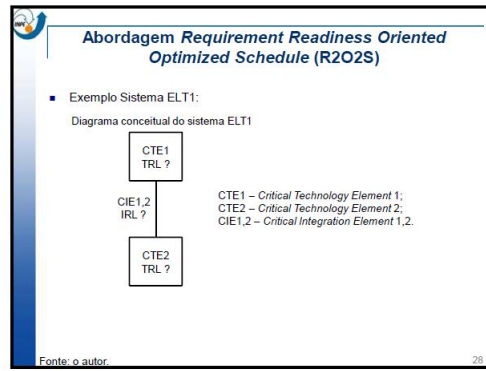 INPE
Abordagem Requirement Readiness Oriented
Optimized Schedule (R2O2S)
Exemplo Sistema ELT1:
Diagrama conceitual do sistema ELT1
CTE1
TRL ?
CIE1,2
IRL ?
CTE1 – Critical Technology Element 1;
CTE2 – Critical Technology Element 2;
CIE1,2 – Critical Integration Element 1,2.
CTE2
TRL ?
Fonte: o autor.
28